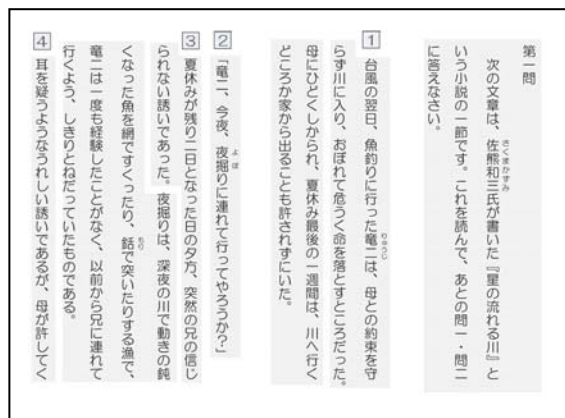 第一問
次の文章は、佐熊和三氏が書いた『星の流れる川』と
いう小説の一節です。これを読んで、あとの問一・問二
に答えなさい。
1 台風の翌日、魚釣りに行った竜二は、母との約束を守
らず川に入り、おぼれて危うく命を落とすところだった。
母にひどくしかられ、夏休み最後の一週間は、川へ行く
どころか家から出ることも許されずにいた。
2 「竜二、今夜、夜掘りに連れて行ってやろうか?」
3 夏休みが残り二日となった日の夕方、突然の兄の信じ
られない誘いであった。夜掘りは、深夜の川で動きの鈍
くなった魚を網ですくったり、銛で突いたりする漁で、
竜二は一度も経験したことがなく、以前から兄に連れて
行くよう、しきりとねだっていたものである。
4 耳を疑うようなうれしい誘いであるが、母が許してく